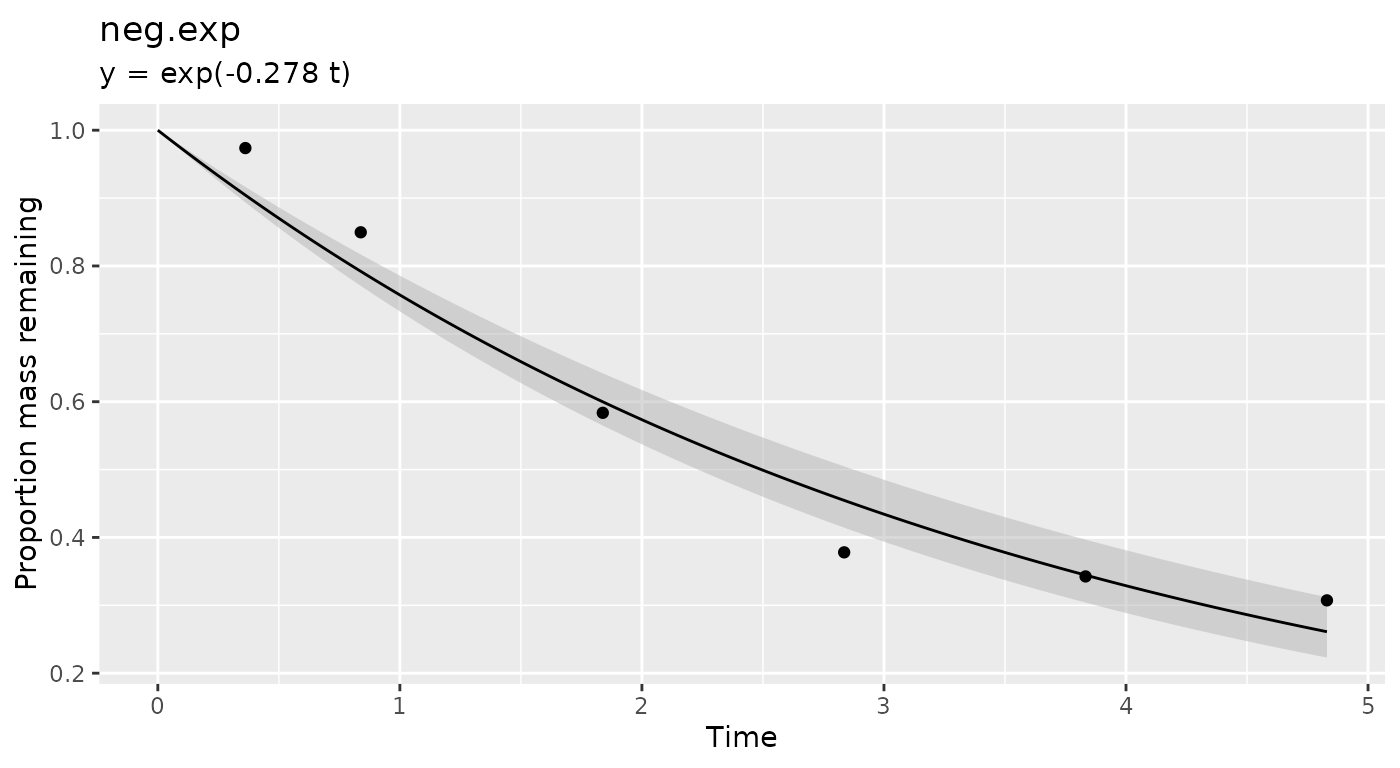 neg.exp
y = exp(-0.278 t)
Proportion mass remaining
1.0
0.8
0.6
0.4
0.2
0 1 2 3 4 5
Time